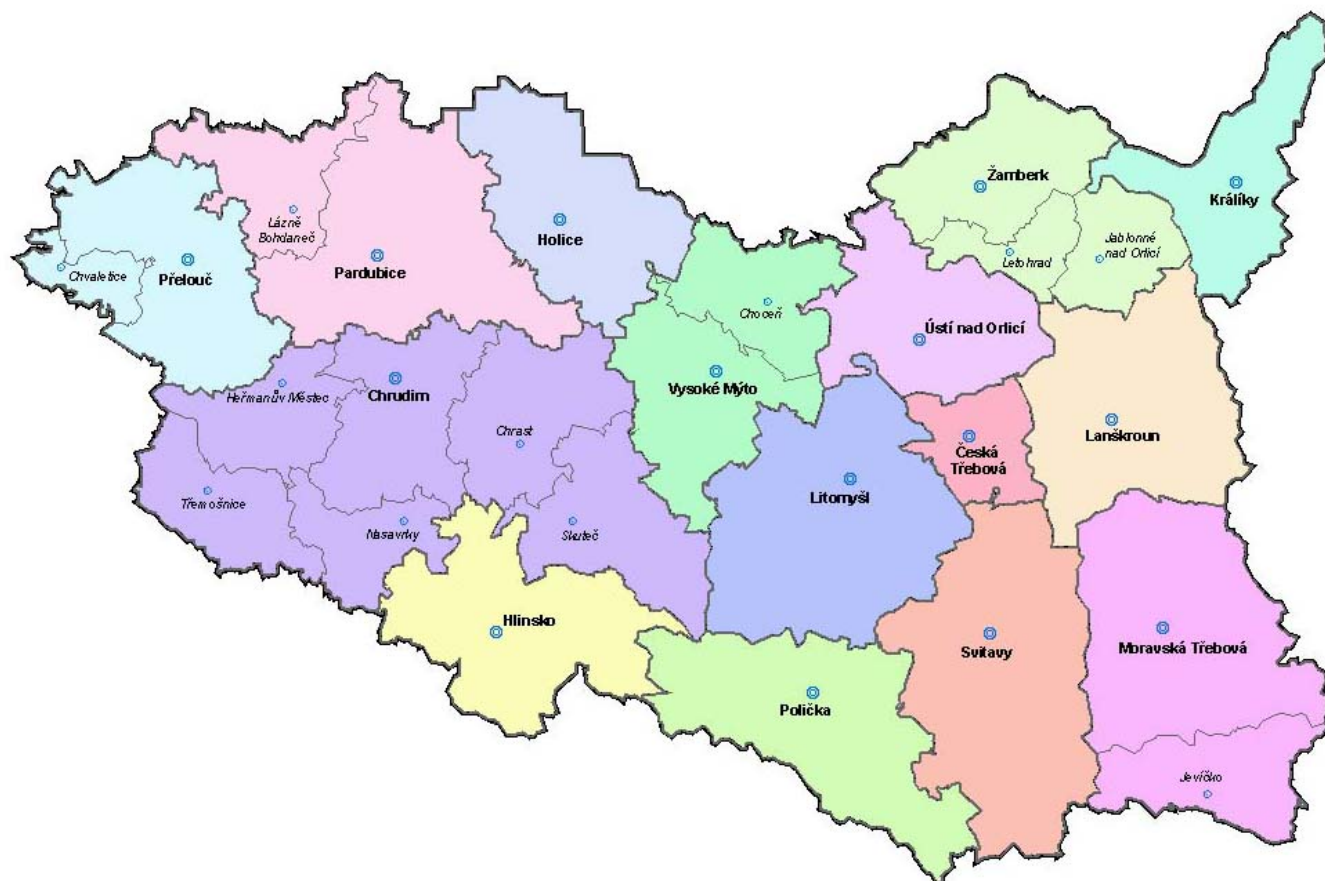 Žamberk
Králíky
Lázně
Bohdaneč
Holice
Jablonné
nad Orlicí
Letohrad
Pardubice
Přelouč
Chvaletice
Choceň
Ústí nad Orlicí
Vysoké Mýto
Heřmanův Městec
Chrudim
Chrast
Lanškroun
Česká
Třebová
Litomyšl
Třemošnice
Nasavrky
Skuteč
Hlinsko
Svitavy
Moravská Třebová
Polička
Jevíčko